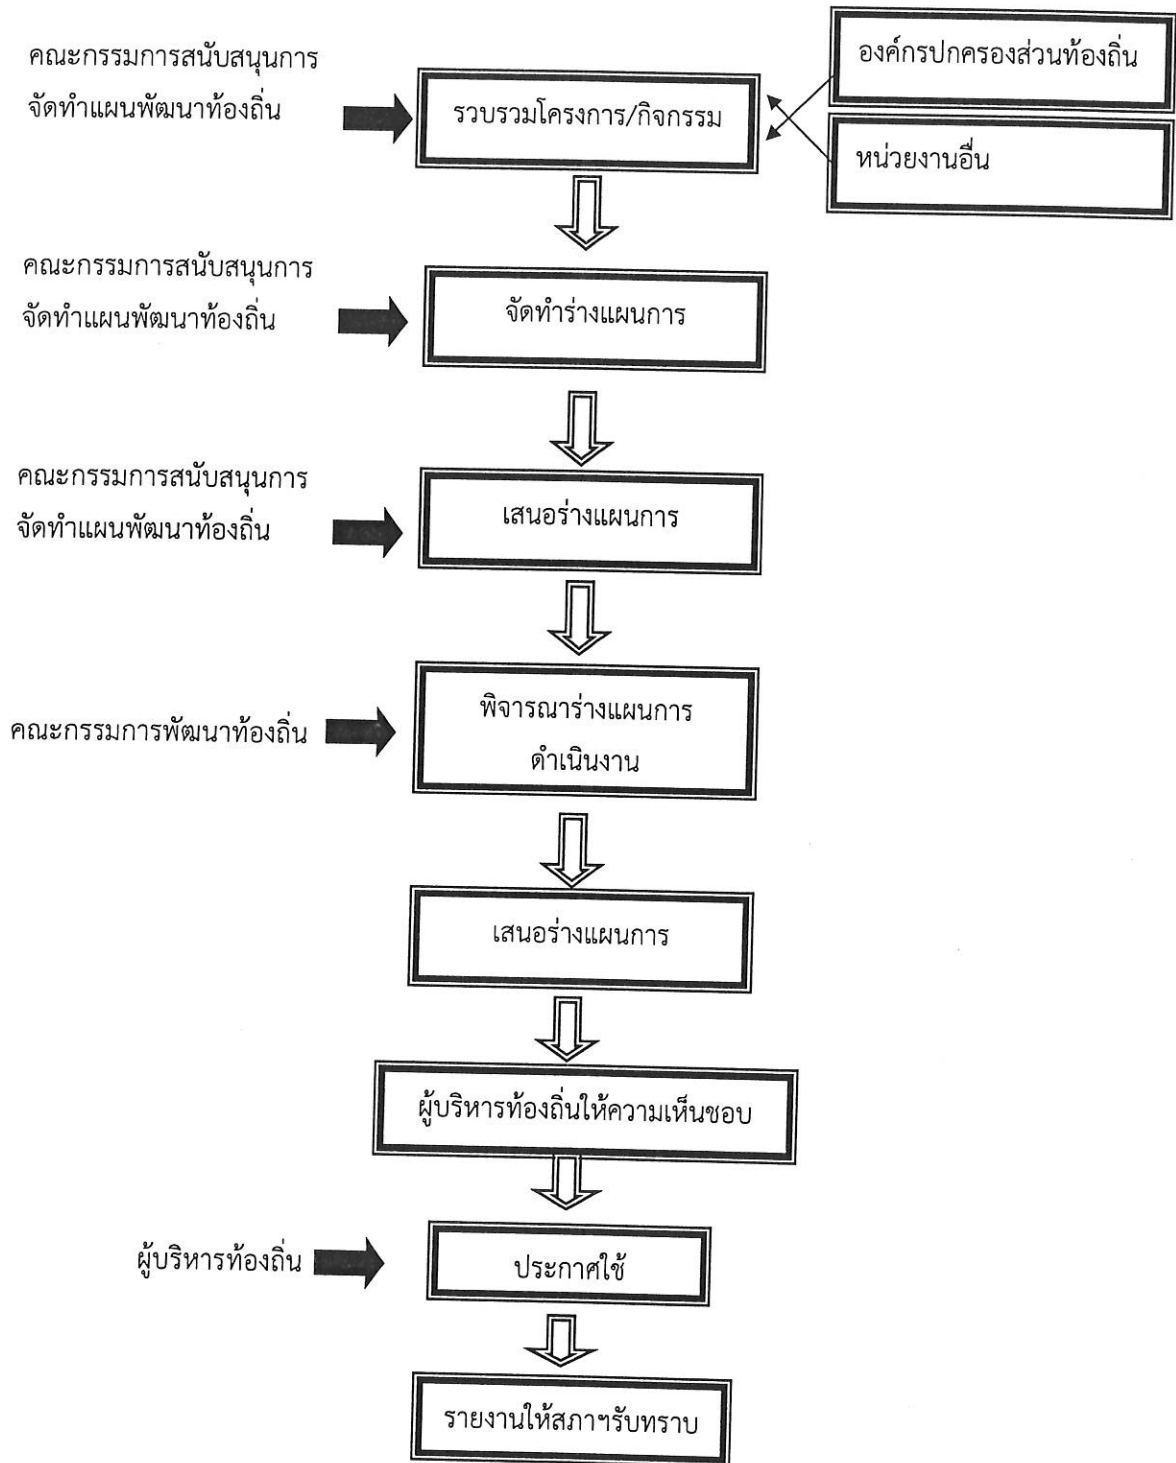 คณะกรรมการสนับสนุนการ
จัดทำแผนพัฒนาท้องถิ่น
รวบรวมโครงการ/กิจกรรม
องค์กรปกครองส่วนท้องถิ่น
หน่วยงานอื่น
คณะกรรมการสนับสนุนการ
จัดทำแผนพัฒนาท้องถิ่น
จัดทำร่างแผนการ
คณะกรรมการสนับสนุนการ
จัดทำแผนพัฒนาท้องถิ่น
เสนอร่างแผนการ
คณะกรรมการพัฒนาท้องถิ่น
พิจารณาร่างแผนการ
ดำเนินงาน
เสนอร่างแผนการ
ผู้บริหารท้องถิ่นให้ความเห็นชอบ
ผู้บริหารท้องถิ่น
ประกาศใช้
รายงานให้สภาฯรับทราบ